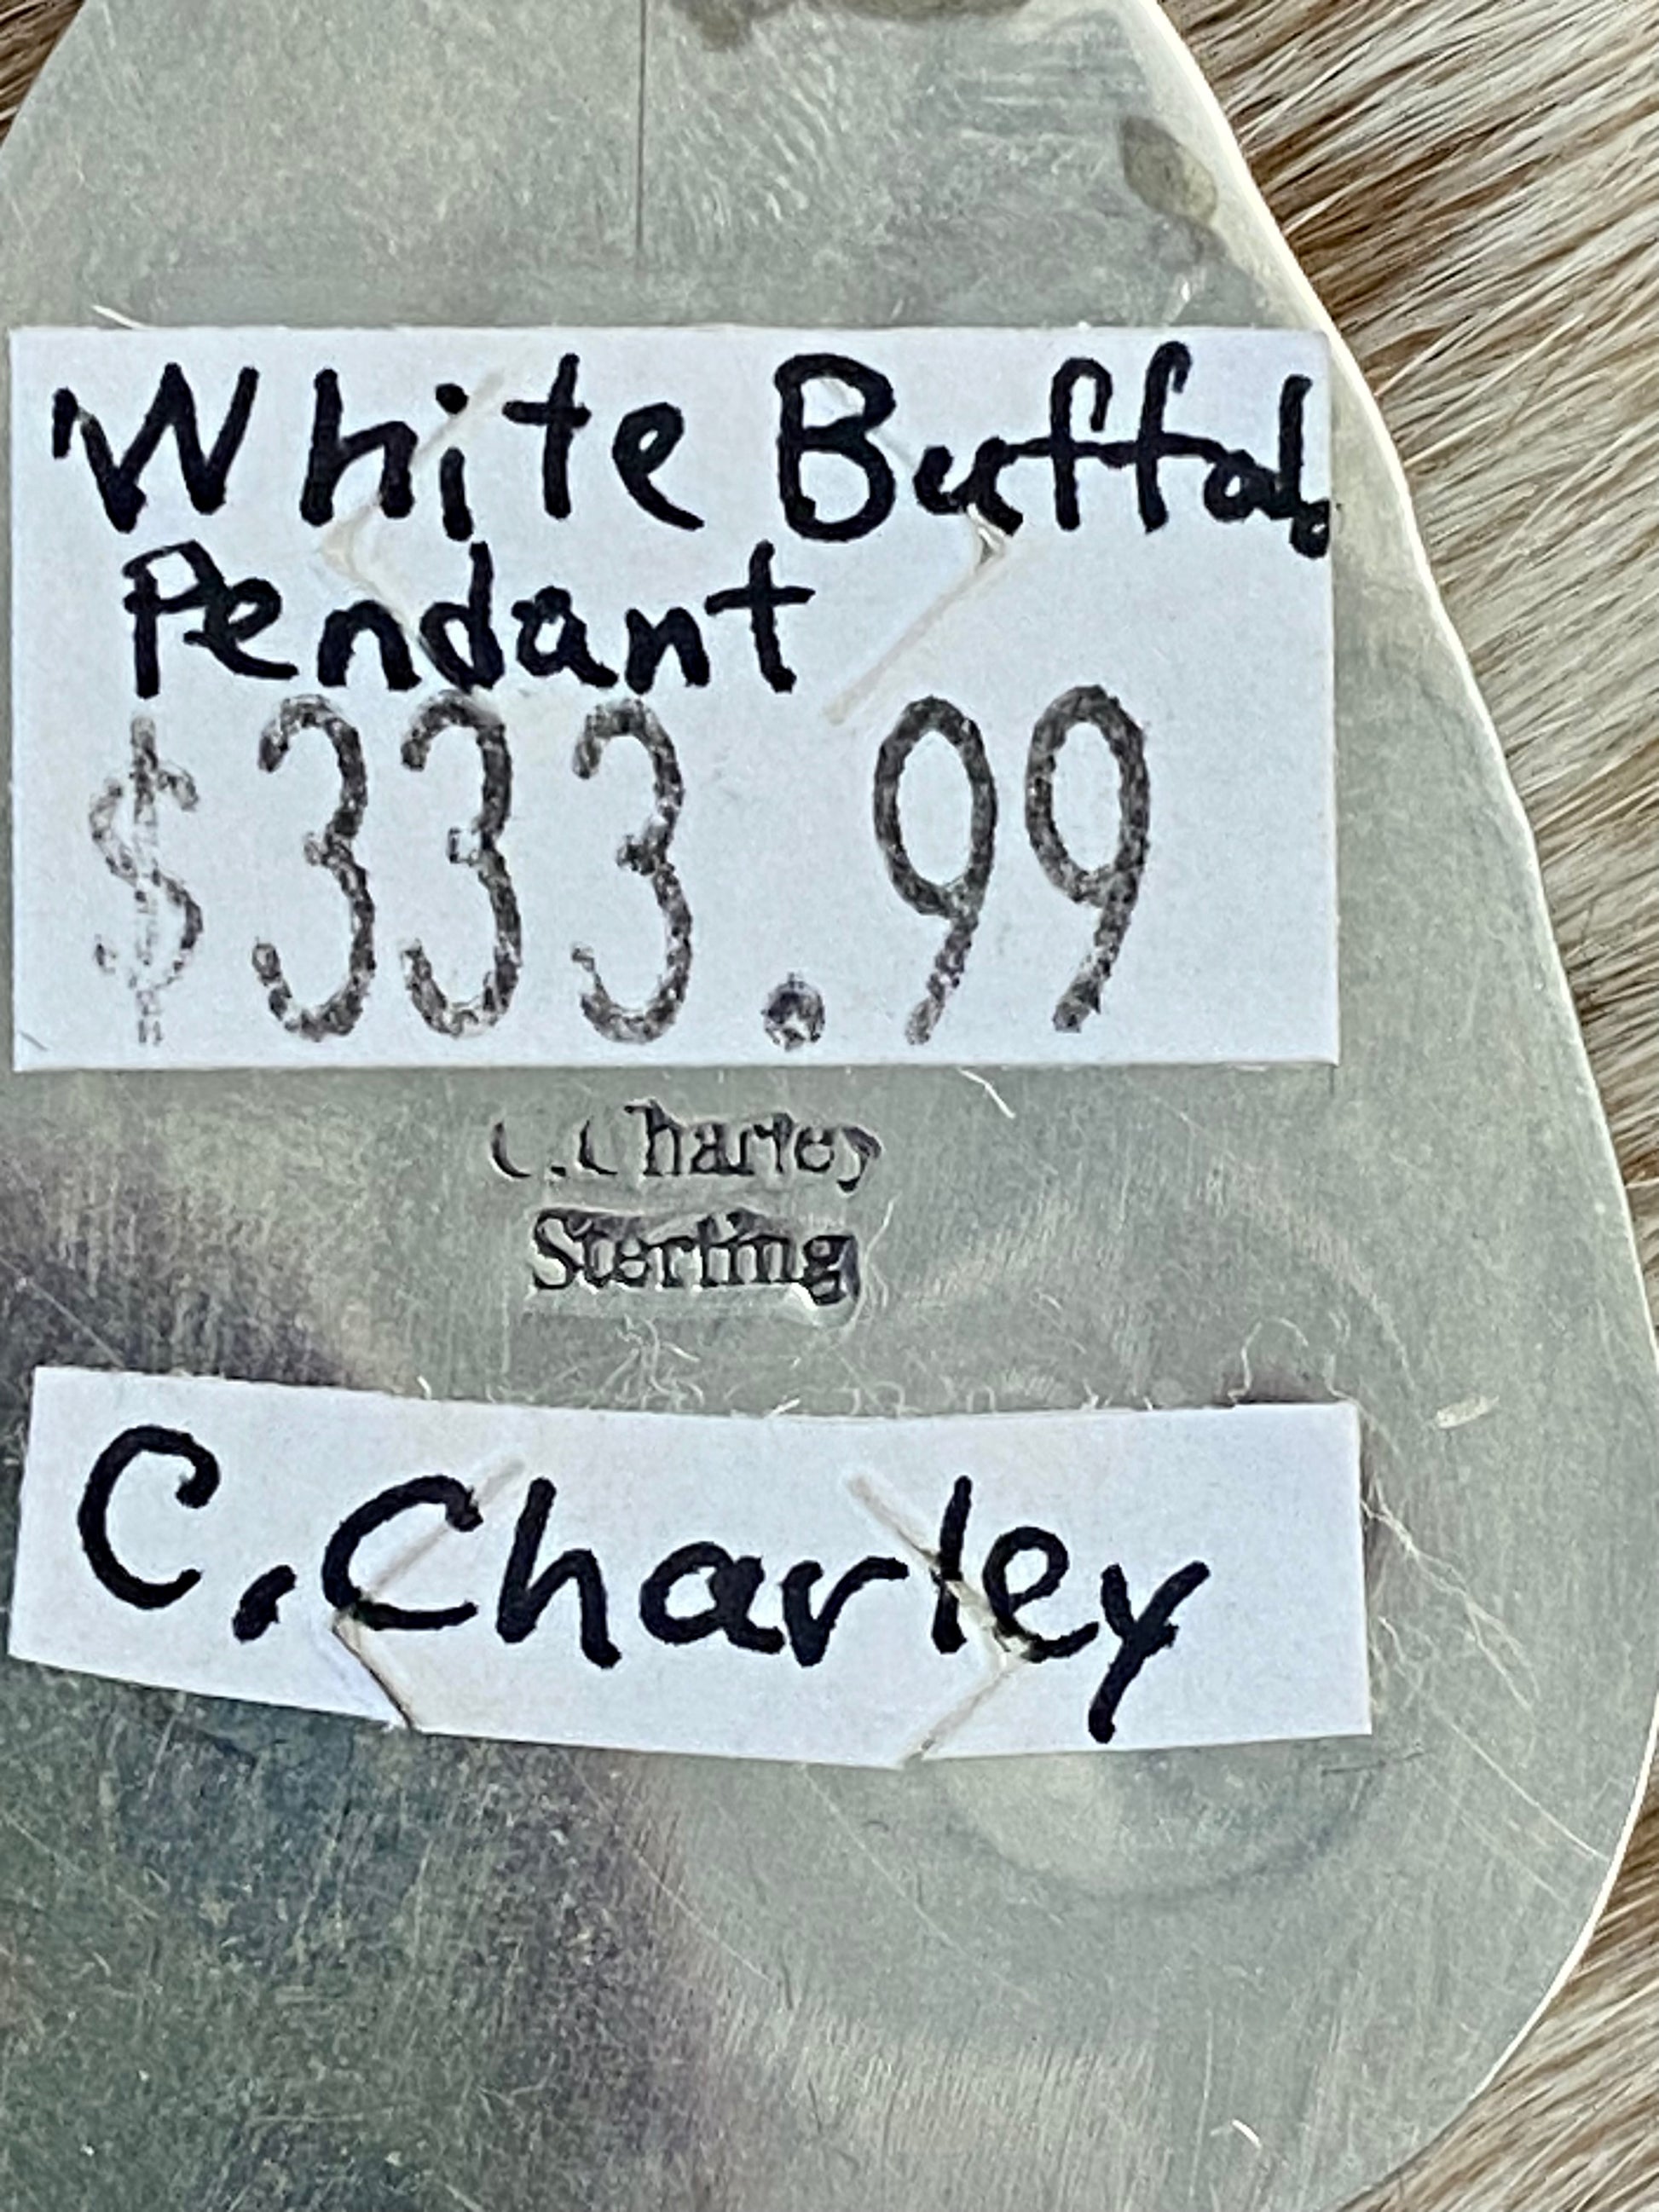 White Buffalo
Pendant
$333.99
C.Charley
Sterling
C.Charley